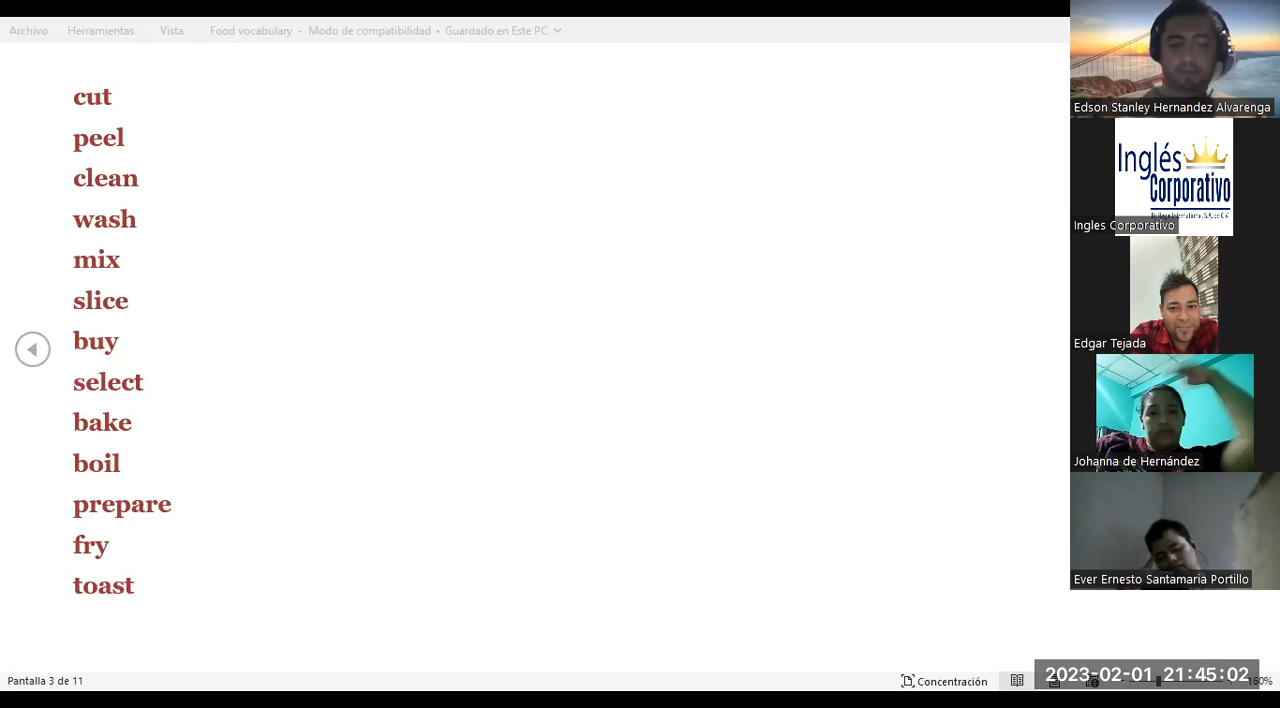 Archivo Herramientas Vista Food vocabulary - Modo de compatibilidad • Guardado en Este PC
cut
peel
clean
wash
mix
slice
buy
select
bake
boil
prepare
fry
toast
Pantalla 3 de 11
Concentración
160%
2023-02-01 21:45:02
Edson Stanley Hernandez Alvarenga
Inglés
Corporativo
Ingles Corporativo
Edgar Tejada
Johanna de Hernández
Ever Ernesto Santamaria Portillo